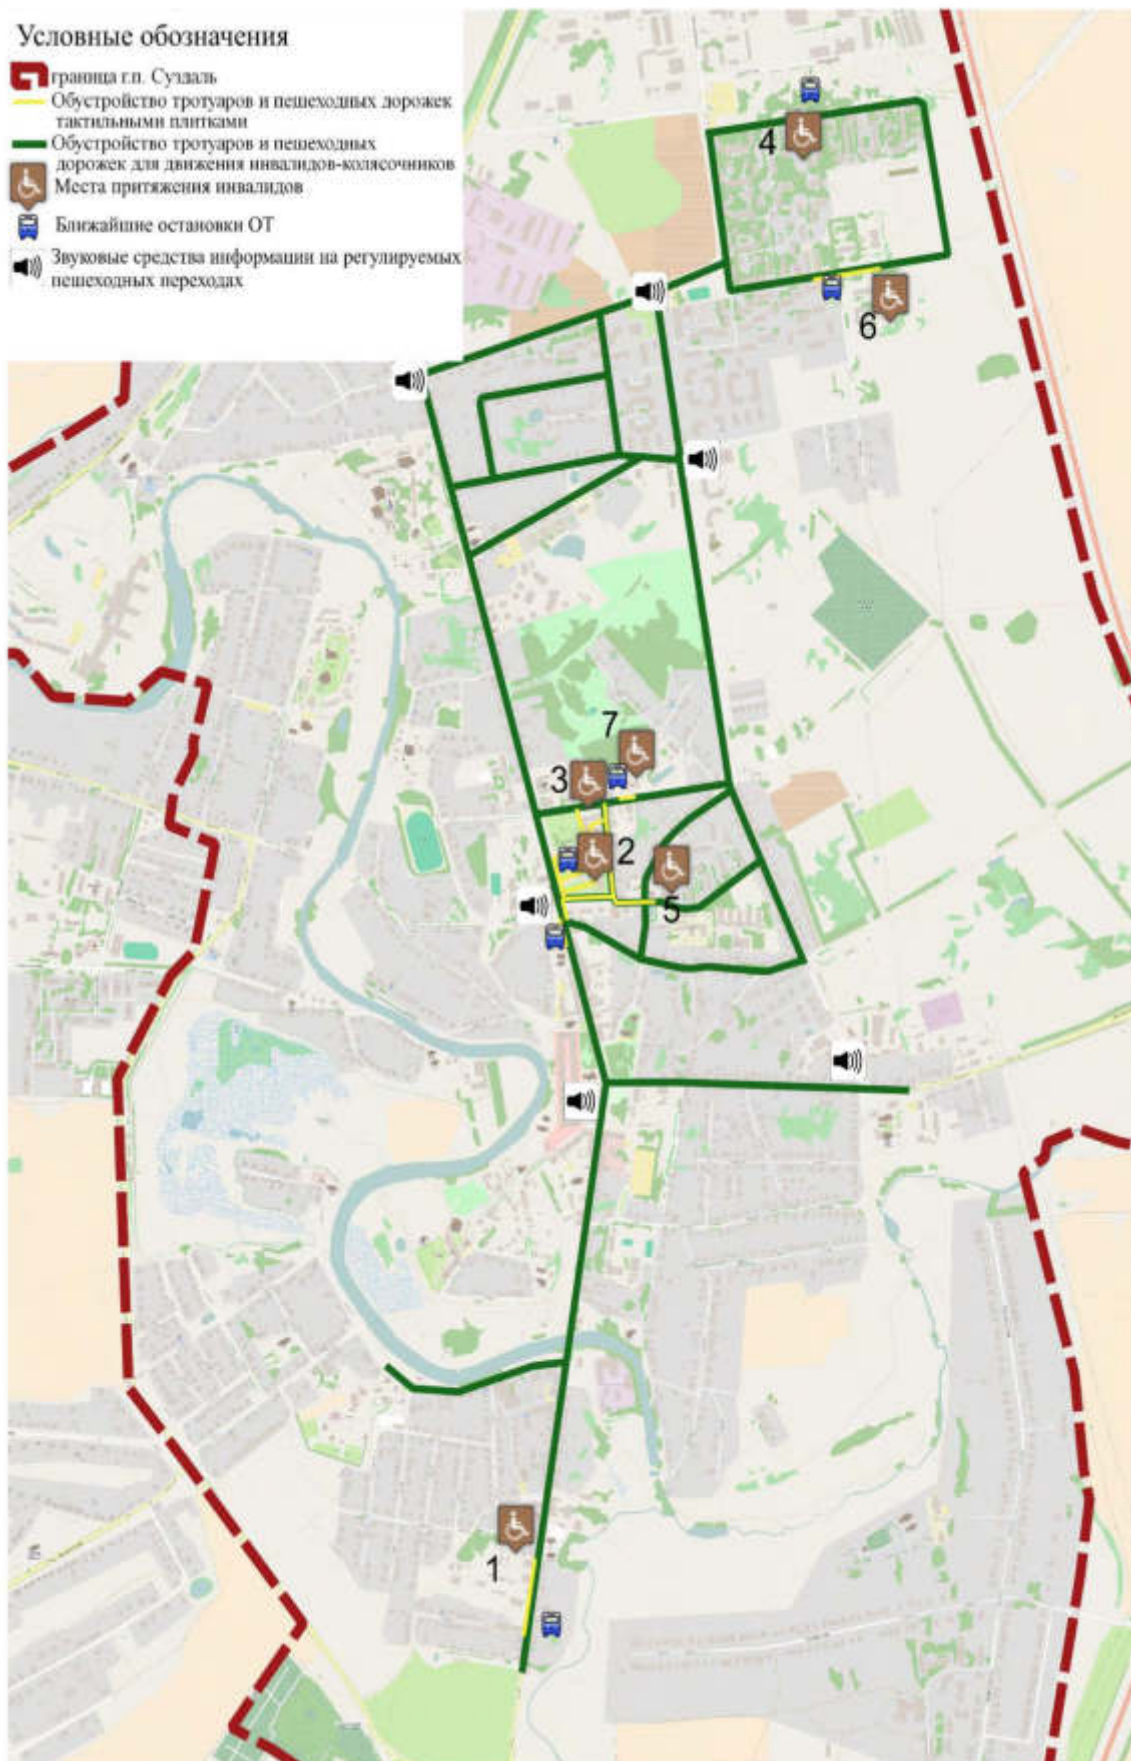 Условные обозначения
граница г.п. Суздаль
Обустройство тротуаров и пешеходных дорожек
тактильными плитками
Обустройство тротуаров и пешеходных
дорожек для движения инвалидов-колясочников
Места притяжения инвалидов
Ближайшие остановки ОТ
Звуковые средства информации на регулируемых
пешеходных переходах
4
6
7
3
2
5
1